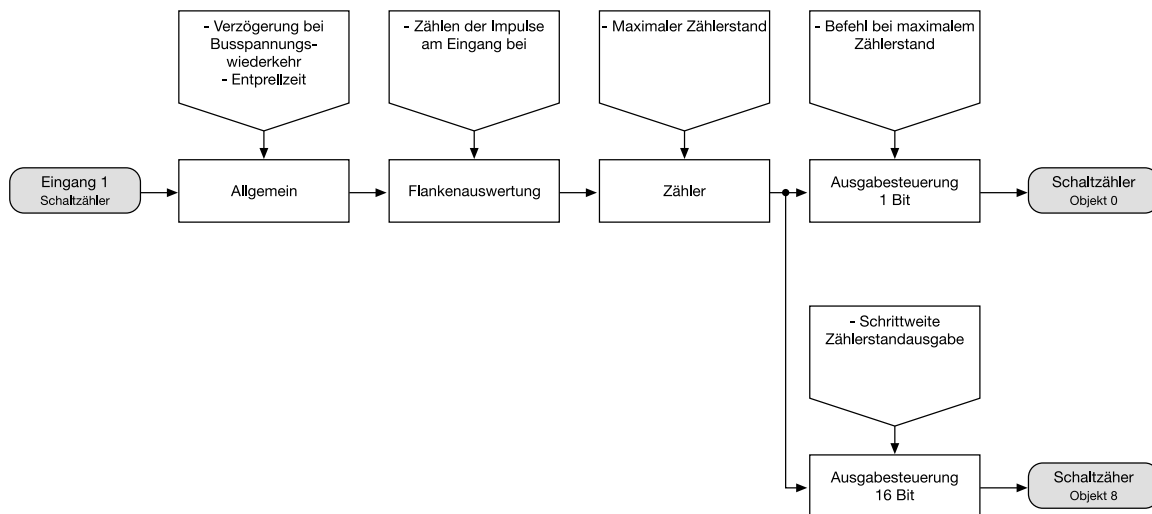 - Verzögerung bei
Busspannungs-
wiederkehr
- Entprellzeit
- Zählen der Impulse
am Eingang bei
- Maximaler Zählerstand
- Befehl bei maximalem
Zählerstand
Eingang 1
Schaltzähler
Allgemein
Flankenauswertung
Zähler
Ausgabesteuerung
1 Bit
Schaltzähler
Objekt 0
- Schrittweite
Zählerstandausgabe
Ausgabesteuerung
16 Bit
Schaltzäher
Objekt 8